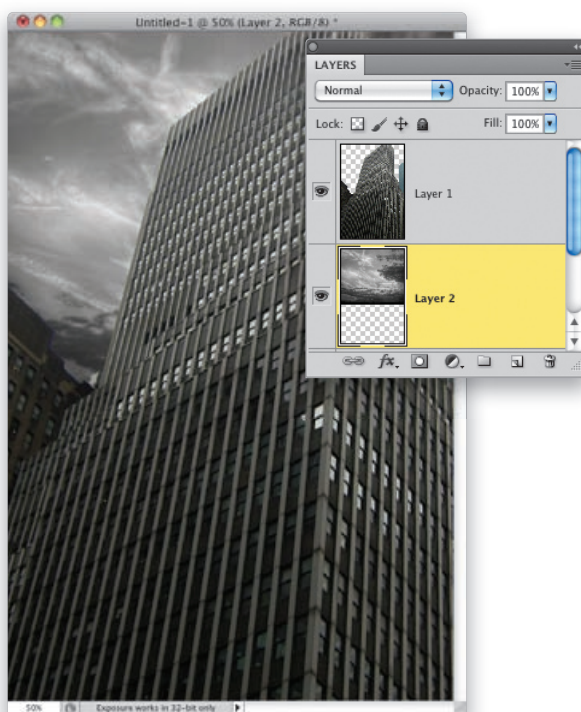 Untitled-1 @ 50% (Layer 2, RGB/8) *
LAYERS
Normal Opacity: 100%
Lock: Fill: 100%
Layer 1
Layer 2
fx
50% Exposure works in 32-bit only